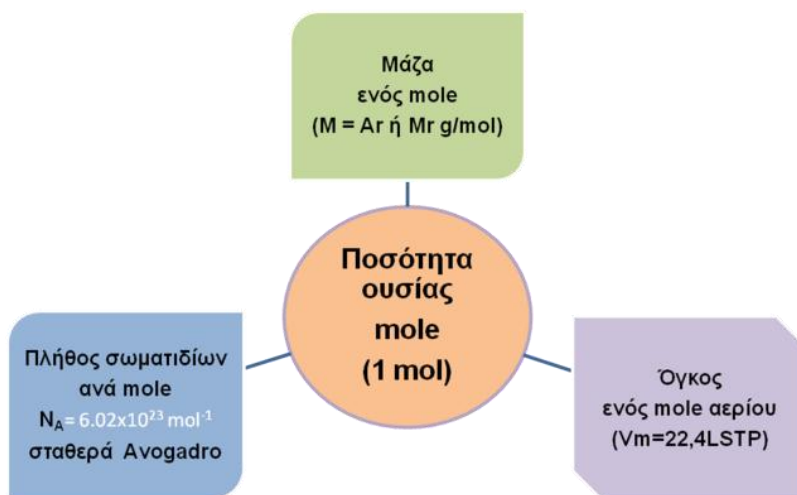 Μάζα
ενός mole
(M = Ar ή Mr g/mol)
Ποσότητα
ουσίας
mole
(1 mol)
Πλήθος σωματιδίων
ανά mole
N_A= 6.02x10²³ mol⁻¹
σταθερά Avogadro
Όγκος
ενός mole αερίου
(Vm=22,4LSTP)